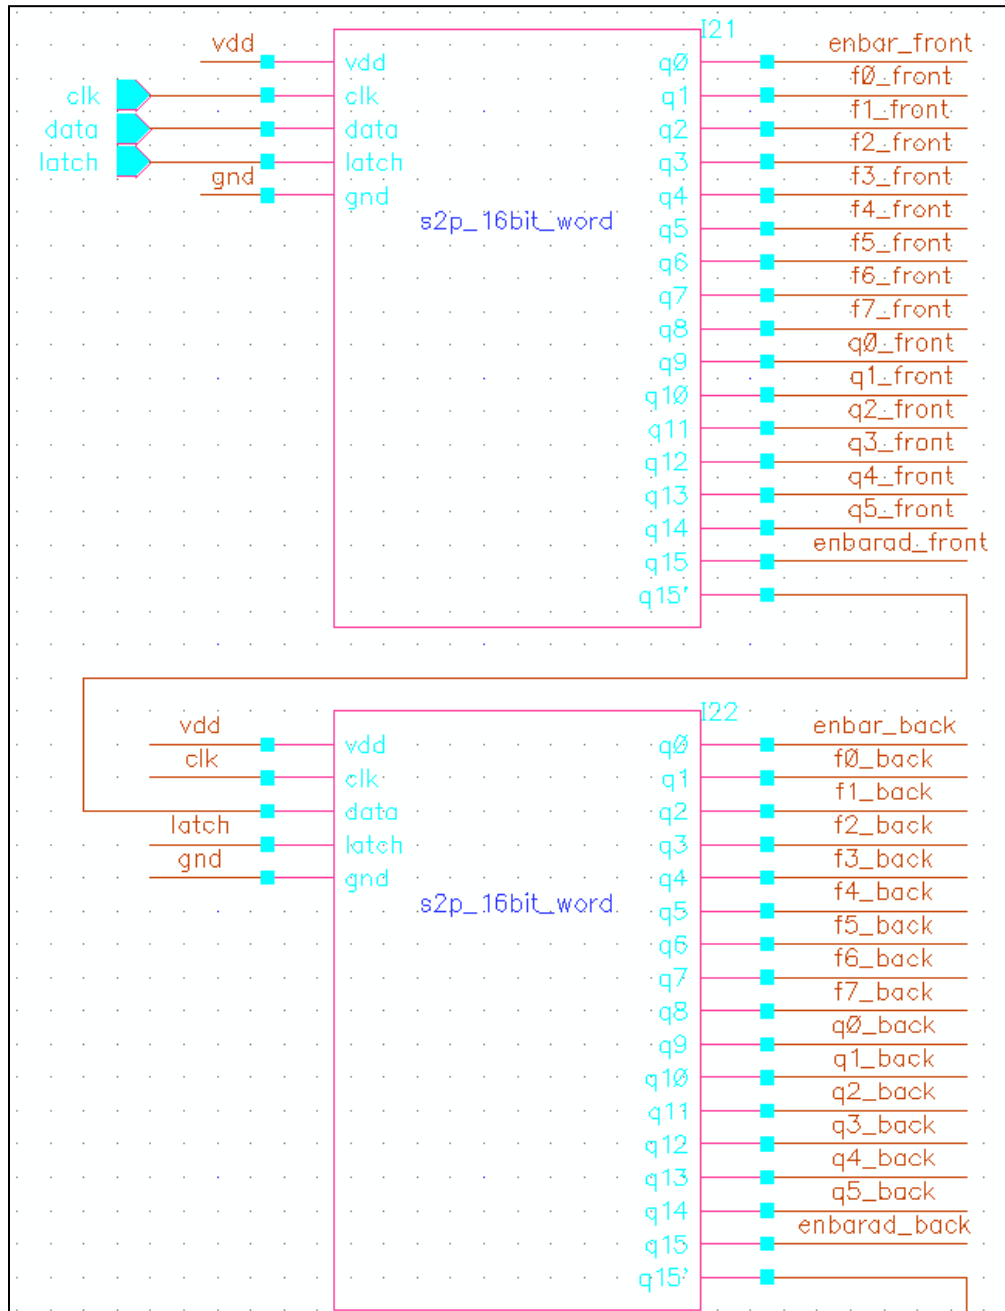 I21
vdd
vdd
q0
enbar_front
clk
clk
q1
f0_front
data
data
q2
f1_front
latch
latch
q3
f2_front
gnd
gnd
q4
f3_front
s2p_16bit_word
q5
f4_front
q6
f5_front
q7
f6_front
q8
f7_front
q9
q0_front
q10
q1_front
q11
q2_front
q12
q3_front
q13
q4_front
q14
q5_front
q15
enbarad_front
q15'
I22
vdd
vdd
q0
enbar_back
clk
clk
q1
f0_back
data
q2
f1_back
latch
latch
q3
f2_back
gnd
gnd
q4
f3_back
s2p_16bit_word
q5
f4_back
q6
f5_back
q7
f6_back
q8
f7_back
q9
q0_back
q10
q1_back
q11
q2_back
q12
q3_back
q13
q4_back
q14
q5_back
q15
enbarad_back
q15'